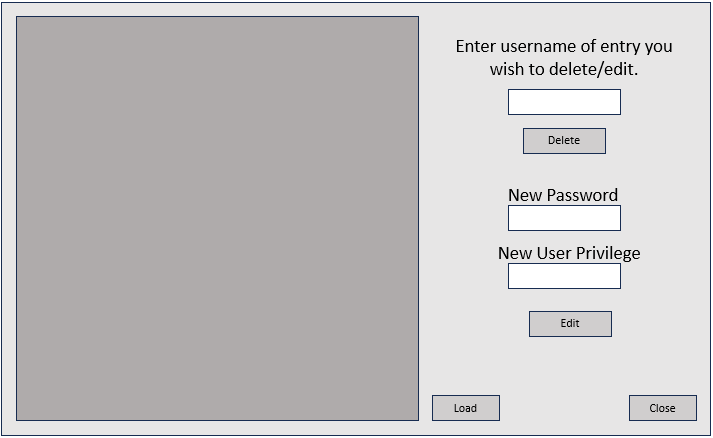 Enter username of entry you
wish to delete/edit.
Delete
New Password
New User Privilege
Edit
Load
Close